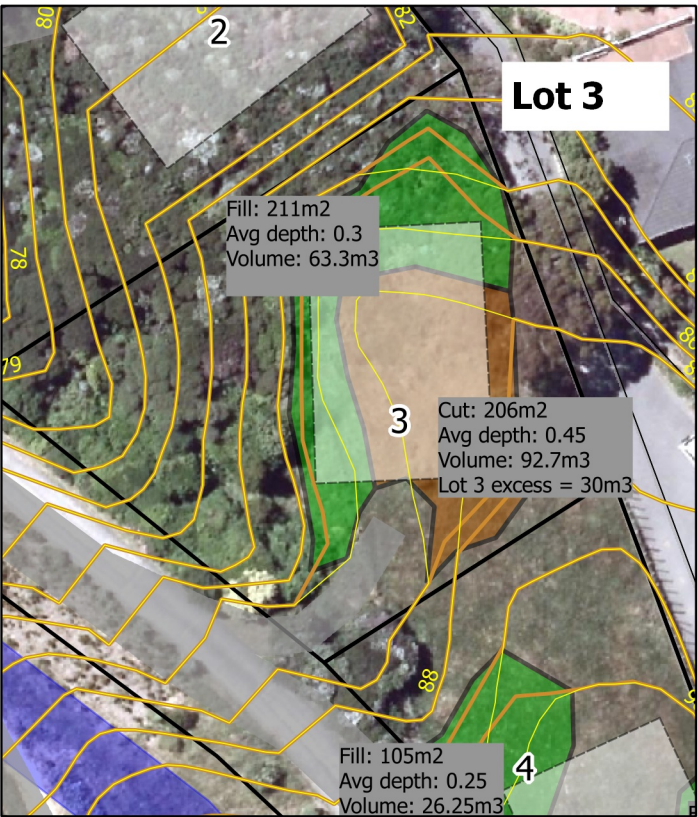 80
82
2
Lot 3
Fill: 211m2
Avg depth: 0.3
Volume: 63.3m3
78
79
3
Cut: 206m2
Avg depth: 0.45
Volume: 92.7m3
Lot 3 excess = 30m3
88
4
Fill: 105m2
Avg depth: 0.25
Volume: 26.25m3